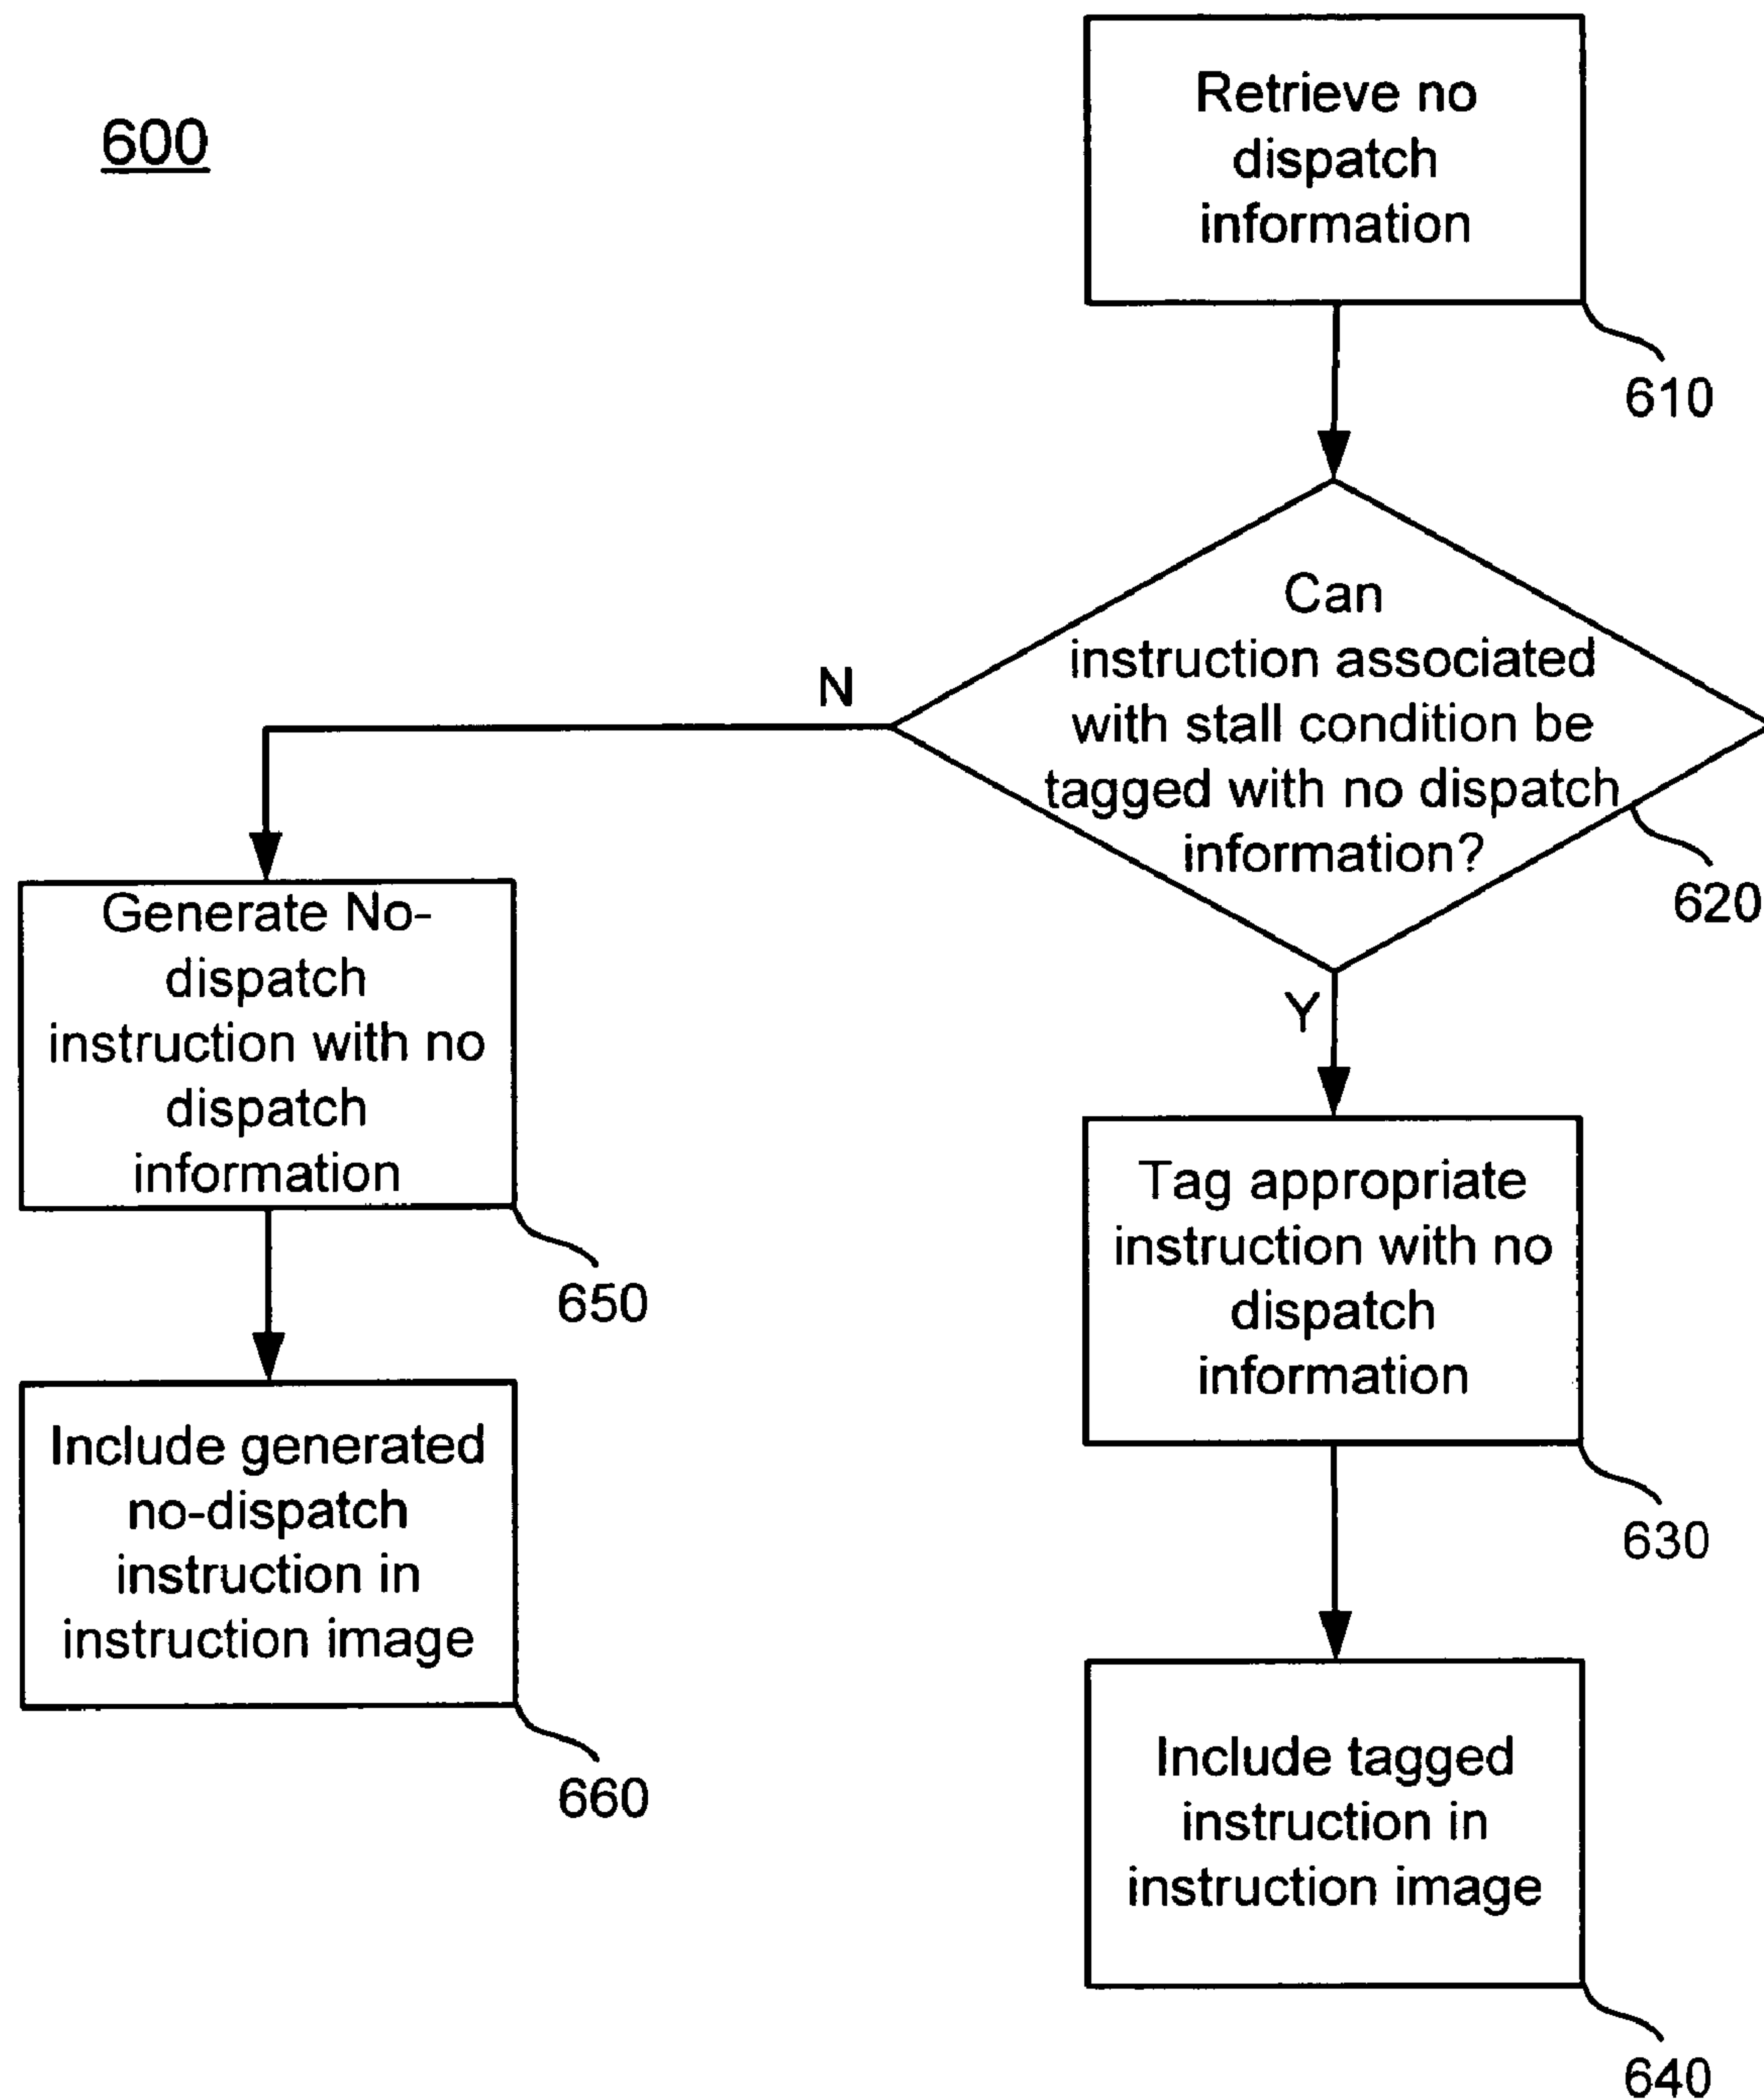 600
Retrieve no
dispatch
information
610
Can
instruction associated
with stall condition be
tagged with no dispatch
information?
620
N
Y
Generate No-
dispatch
instruction with no
dispatch
information
650
Include generated
no-dispatch
instruction in
instruction image
660
Tag appropriate
instruction with no
dispatch
information
630
Include tagged
instruction in
instruction image
640